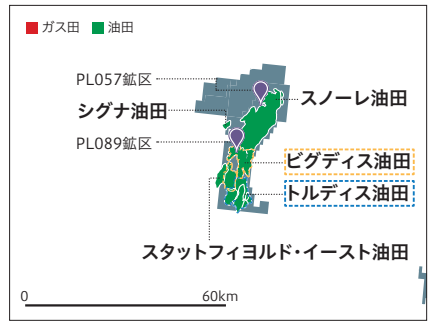 ガス田 油田
PL057鉱区
スノーレ油田
シグナ油田
PL089鉱区
ビグディス油田
トルディス油田
スタットフィヨルド・イースト油田
0 60km